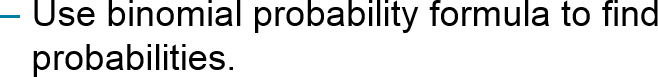 – Use binomial probability formula to find
probabilities.